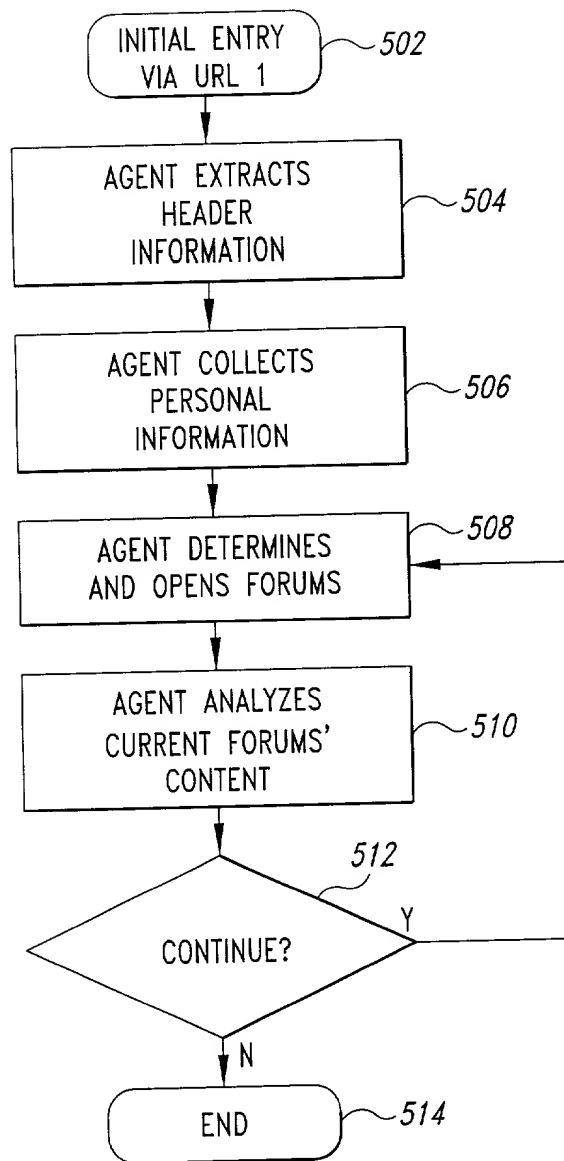 INITIAL ENTRY
VIA URL 1
502
AGENT EXTRACTS
HEADER
INFORMATION
504
AGENT COLLECTS
PERSONAL
INFORMATION
506
AGENT DETERMINES
AND OPENS FORUMS
508
AGENT ANALYZES
CURRENT FORUMS'
CONTENT
510
CONTINUE?
512
Y
N
END
514